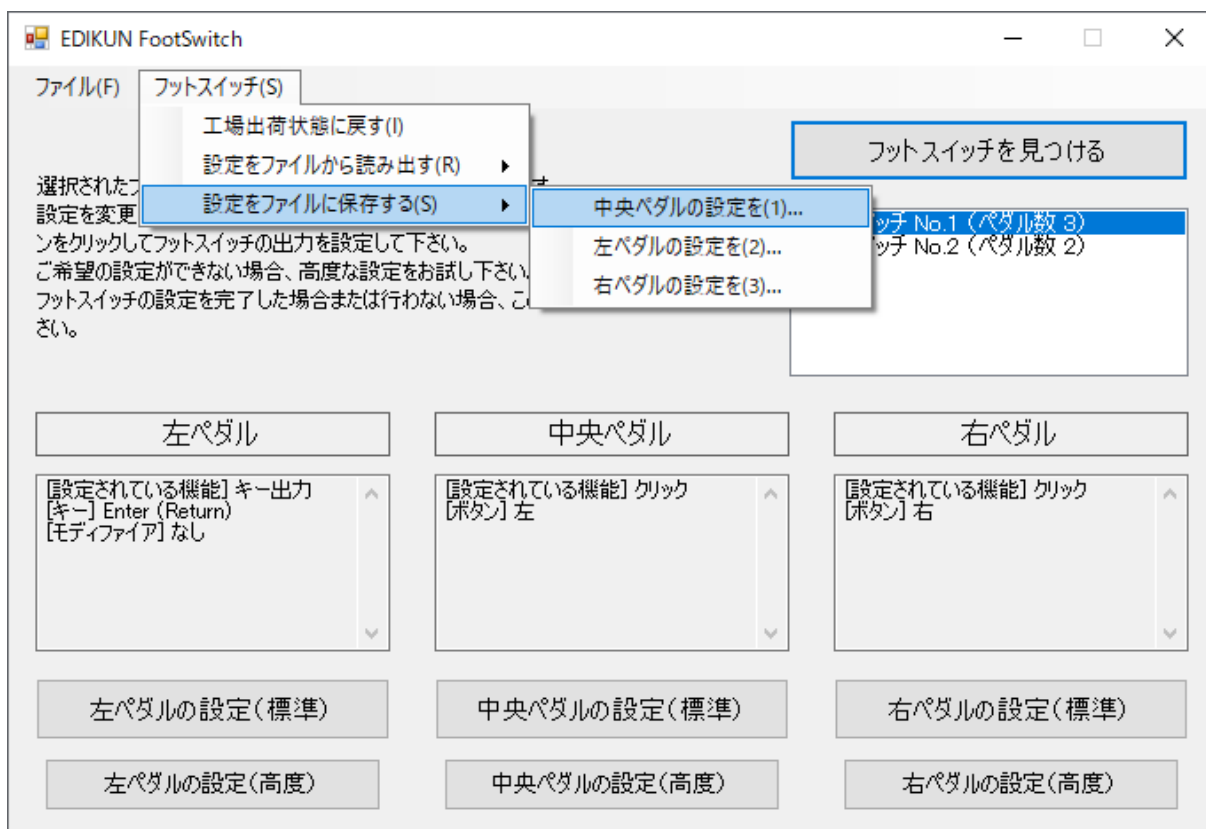 EDIKUN FootSwitch
ファイル(F)
フットスイッチ(S)
工場出荷状態に戻す(I)
設定をファイルから読み出す(R)
設定をファイルに保存する(S)
中央ペダルの設定を(1)...
左ペダルの設定を(2)...
右ペダルの設定を(3)...
フットスイッチを見つける
選択された
設定を変更
ンをクリックしてフットスイッチの出力を設定して下さい。
ご希望の設定ができない場合、高度な設定をお試し下さい
フットスイッチの設定を完了した場合または行わない場合、こ
さい。
ッチ No.1 (ペダル数 3)
ッチ No.2 (ペダル数 2)
左ペダル
中央ペダル
右ペダル
[設定されている機能] キー出力
[キー] Enter (Return)
[モディファイア] なし
[設定されている機能] クリック
[ボタン] 左
[設定されている機能] クリック
[ボタン] 右
左ペダルの設定(標準)
中央ペダルの設定(標準)
右ペダルの設定(標準)
左ペダルの設定(高度)
中央ペダルの設定(高度)
右ペダルの設定(高度)